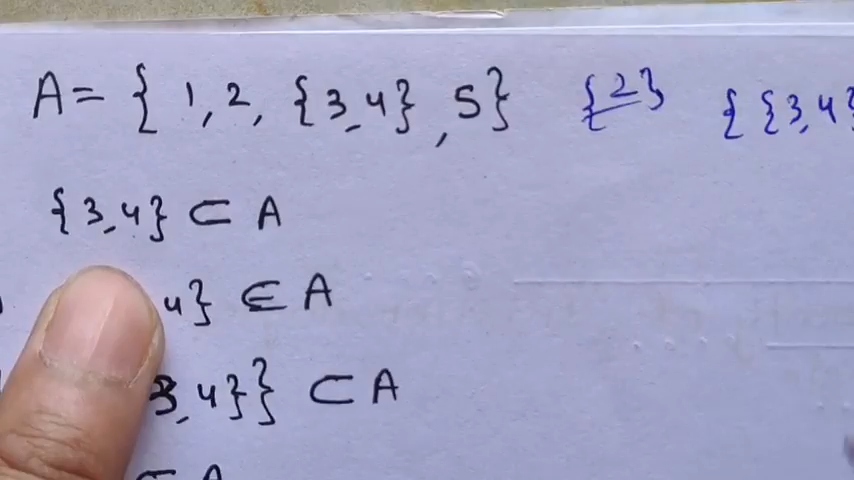 A = { 1, 2, {3, 4}, 5} {2} { {3, 4}
{3, 4} ⊂ A
4} ∈ A
3, 4}} ⊂ A
⊂ A